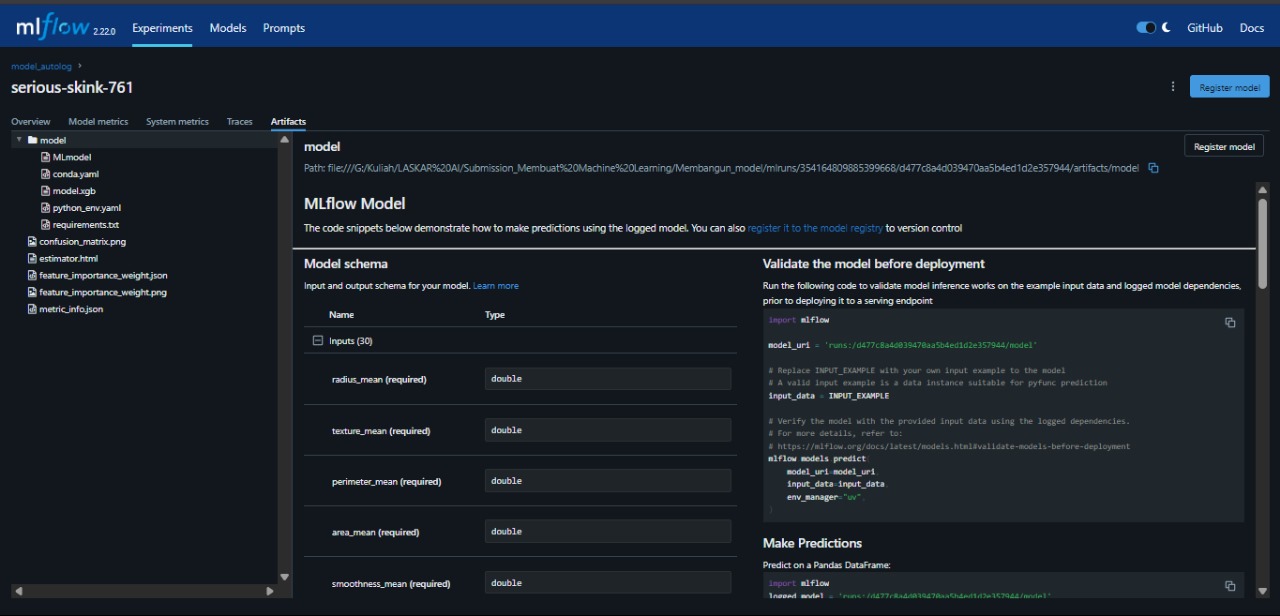 mlflow 2.22.0 Experiments Models Prompts GitHub Docs
model_autolog >
serious-skink-761
Register model
Overview Model metrics System metrics Traces Artifacts
model
MLmodel
conda.yaml
model.xgb
python_env.yaml
requirements.txt
confusion_matrix.png
estimator.html
feature_importance_weight.json
feature_importance_weight.png
metric_info.json
model
Register model
Path: file:///G:/Kuliah/LASKAR%20AI/Submission_Membuat%20Machine%20Learning/Membangun_model/mlruns/354164809885399668/d477c8a4d039470aa5b4ed1d2e357944/artifacts/model
MLflow Model
The code snippets below demonstrate how to make predictions using the logged model. You can also register it to the model registry to version control
Model schema
Input and output schema for your model. Learn more
Name Type
Inputs (30)
radius_mean (required) double
texture_mean (required) double
perimeter_mean (required) double
area_mean (required) double
smoothness_mean (required) double
Validate the model before deployment
Run the following code to validate model inference works on the example input data and logged model dependencies,
prior to deploying it to a serving endpoint
import mlflow
model_uri = 'runs:/d477c8a4d039470aa5b4ed1d2e357944/model'
# Replace INPUT_EXAMPLE with your own input example to the model
# A valid input example is a data instance suitable for pyfunc prediction
input_data = INPUT_EXAMPLE
# Verify the model with the provided input data using the logged dependencies.
# For more details, refer to:
# https://mlflow.org/docs/latest/models.html#validate-models-before-deployment
mlflow.models.predict(
model_uri=model_uri,
input_data=input_data,
env_manager="uv",
)
Make Predictions
Predict on a Pandas DataFrame:
import mlflow
logged_model = 'runs:/d477c8a4d039470aa5b4ed1d2e357944/model'